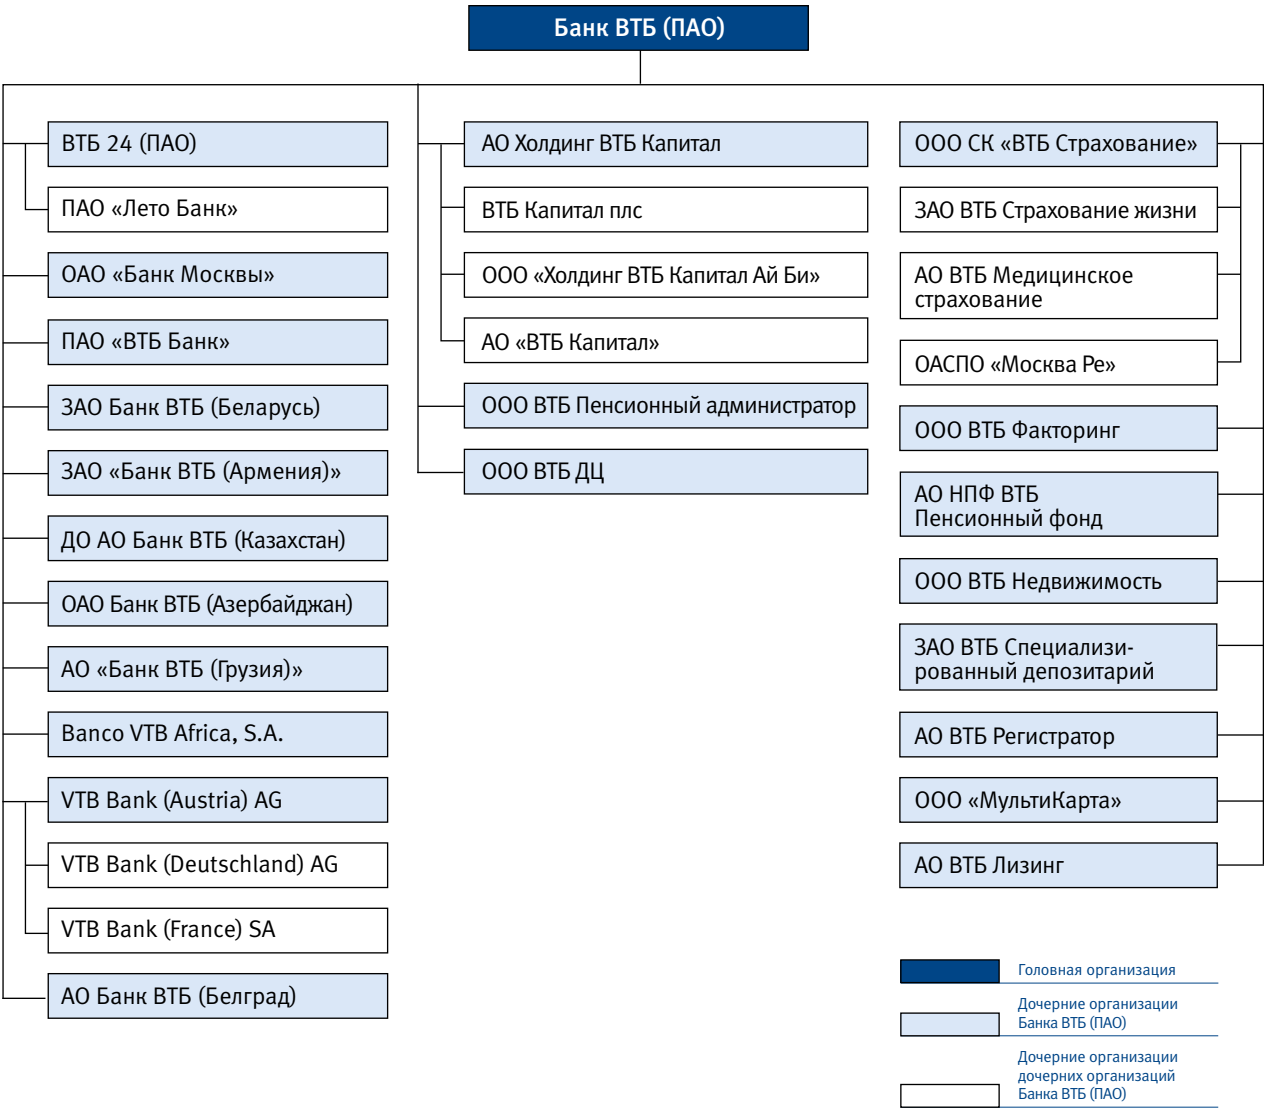 Банк ВТБ (ПАО)
ВТБ 24 (ПАО)
ПАО «Лето Банк»
ОАО «Банк Москвы»
ПАО «ВТБ Банк»
ЗАО Банк ВТБ (Беларусь)
ЗАО «Банк ВТБ (Армения)»
ДО АО Банк ВТБ (Казахстан)
ОАО Банк ВТБ (Азербайджан)
АО «Банк ВТБ (Грузия)»
Banco VTB Africa, S.A.
VTB Bank (Austria) AG
VTB Bank (Deutschland) AG
VTB Bank (France) SA
АО Банк ВТБ (Белград)
АО Холдинг ВТБ Капитал
ВТБ Капитал плс
ООО «Холдинг ВТБ Капитал Ай Би»
АО «ВТБ Капитал»
ООО ВТБ Пенсионный администратор
ООО ВТБ ДЦ
ООО СК «ВТБ Страхование»
ЗАО ВТБ Страхование жизни
АО ВТБ Медицинское
страхование
ОАСПО «Москва Ре»
ООО ВТБ Факторинг
АО НПФ ВТБ
Пенсионный фонд
ООО ВТБ Недвижимость
ЗАО ВТБ Специализи-
рованный депозитарий
АО ВТБ Регистратор
ООО «МультиКарта»
АО ВТБ Лизинг
Головная организация
Дочерние организации
Банка ВТБ (ПАО)
Дочерние организации
дочерних организаций
Банка ВТБ (ПАО)